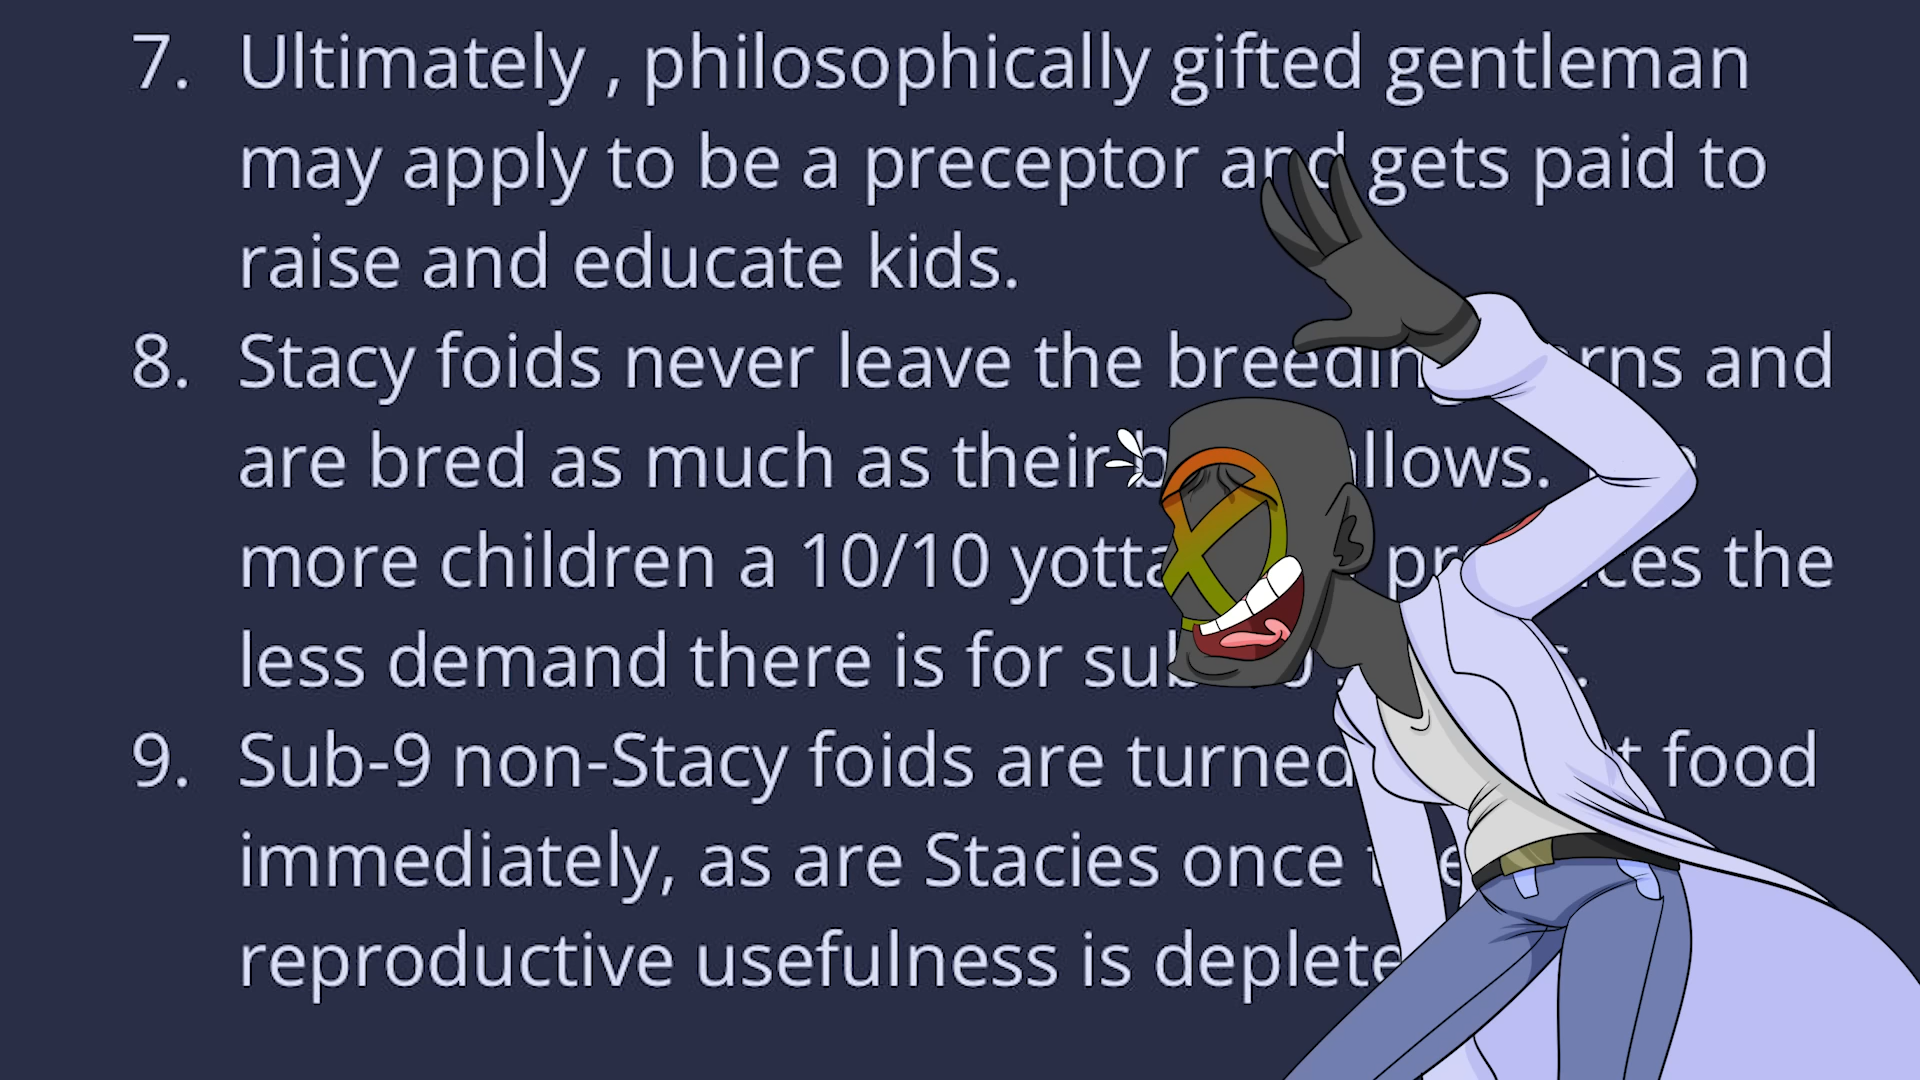 7. Ultimately , philosophically gifted gentleman
may apply to be a preceptor and gets paid to
raise and educate kids.
8. Stacy foids never leave the breeding and
are bred as much as their
more children a 10/10 the
less demand there is for
9. Sub-9 non-Stacy foids are turned food
immediately, as are Stacies once
reproductive usefulness is